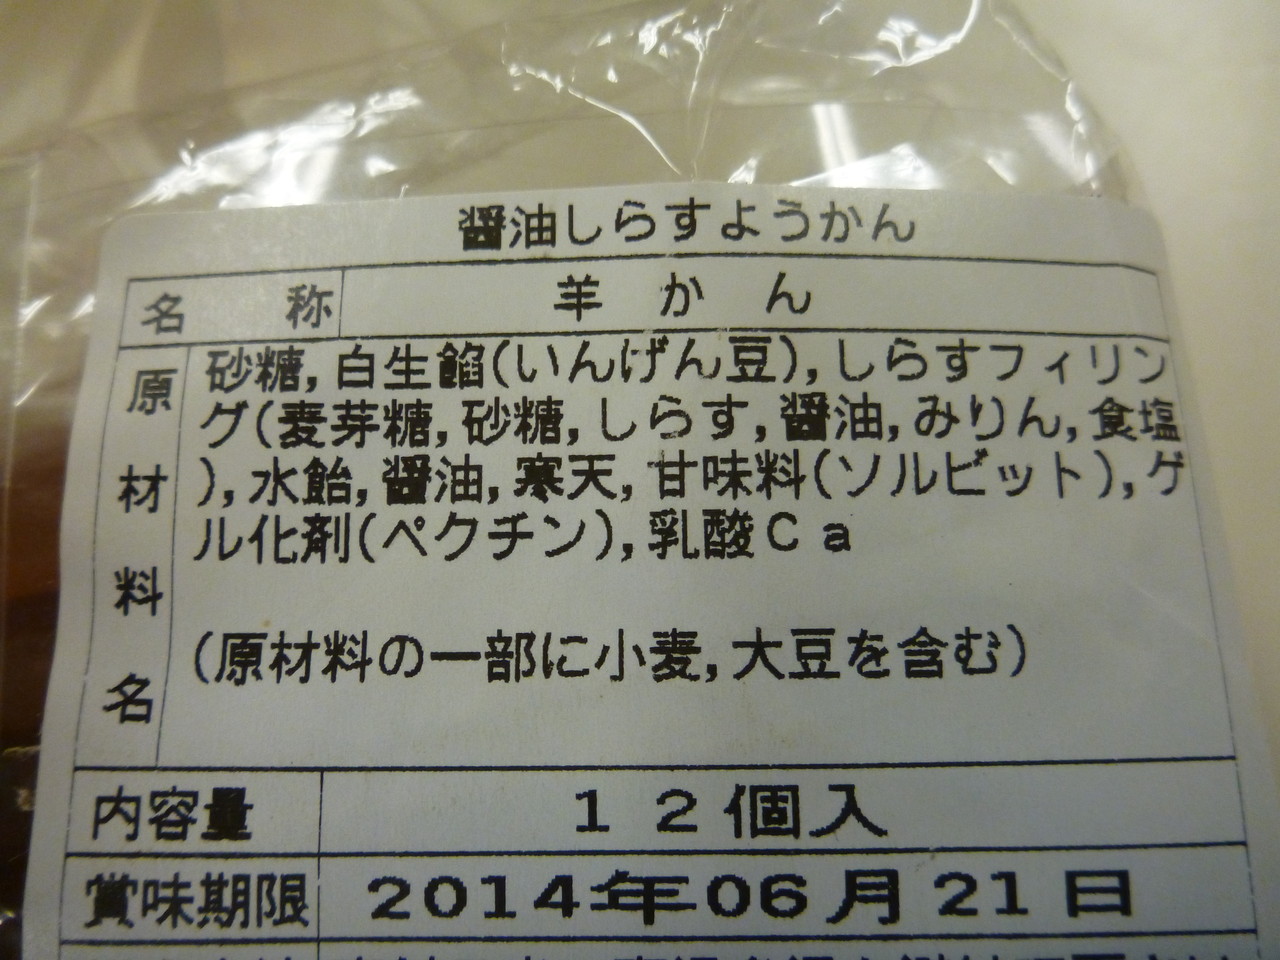 醤油しらすようかん
名　称　羊　か　ん
原材料名
砂糖,白生餡(いんげん豆),しらすフィリン
グ(麦芽糖,砂糖,しらす,醤油,みりん,食塩
),水飴,醤油,寒天,甘味料(ソルビット),ゲ
ル化剤(ペクチン),乳酸Ｃａ
(原材料の一部に小麦,大豆を含む)
内容量　１２個入
賞味期限　2014年06月21日